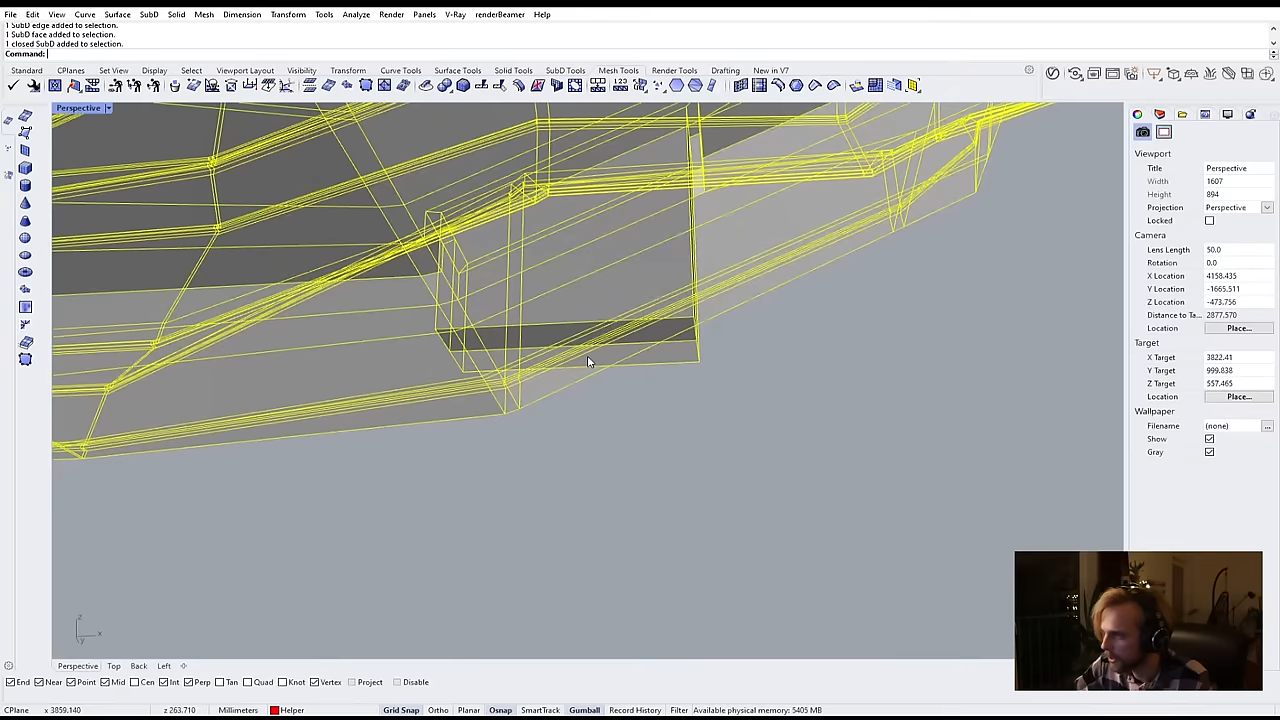 File Edit View Curve Surface SubD Solid Mesh Dimension Transform Tools Analyze Render Panels V-Ray renderBeamer Help
1 SubD edge added to selection.
1 SubD face added to selection.
1 closed SubD added to selection.
Command:
Standard CPlanes Set View Display Select Viewport Layout Visibility Transform Curve Tools Surface Tools Solid Tools SubD Tools Mesh Tools Render Tools Drafting New in V7
Perspective
Viewport
Title Perspective
Width 1607
Height 894
Projection Perspective
Locked
Camera
Lens Length 50.0
Rotation 0.0
X Location 4158.435
Y Location -1665.511
Z Location -473.756
Distance to Ta... 2877.570
Location Place...
Target
X Target 3822.41
Y Target 999.838
Z Target 557.465
Location Place...
Wallpaper
Filename (none) ...
Show
Gray
z
x
y
Perspective Top Back Left
End Near Point Mid Cen Int Perp Tan Quad Knot Vertex Project Disable
CPlane x 3859.140 z 263.710 Millimeters Helper Grid Snap Ortho Planar Osnap SmartTrack Gumball Record History Filter Available physical memory: 5405 MB